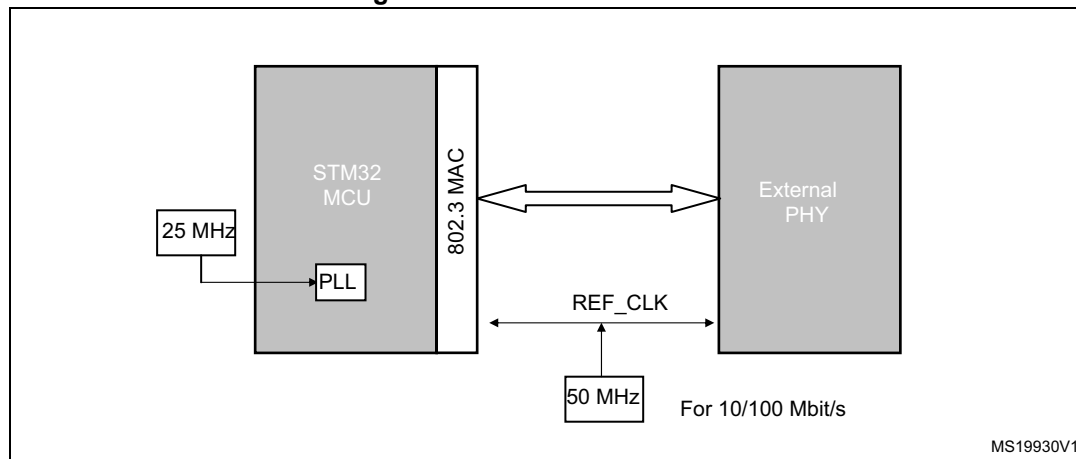 STM32
MCU
802.3 MAC
External
PHY
25 MHz
PLL
REF_CLK
50 MHz
For 10/100 Mbit/s
MS19930V1